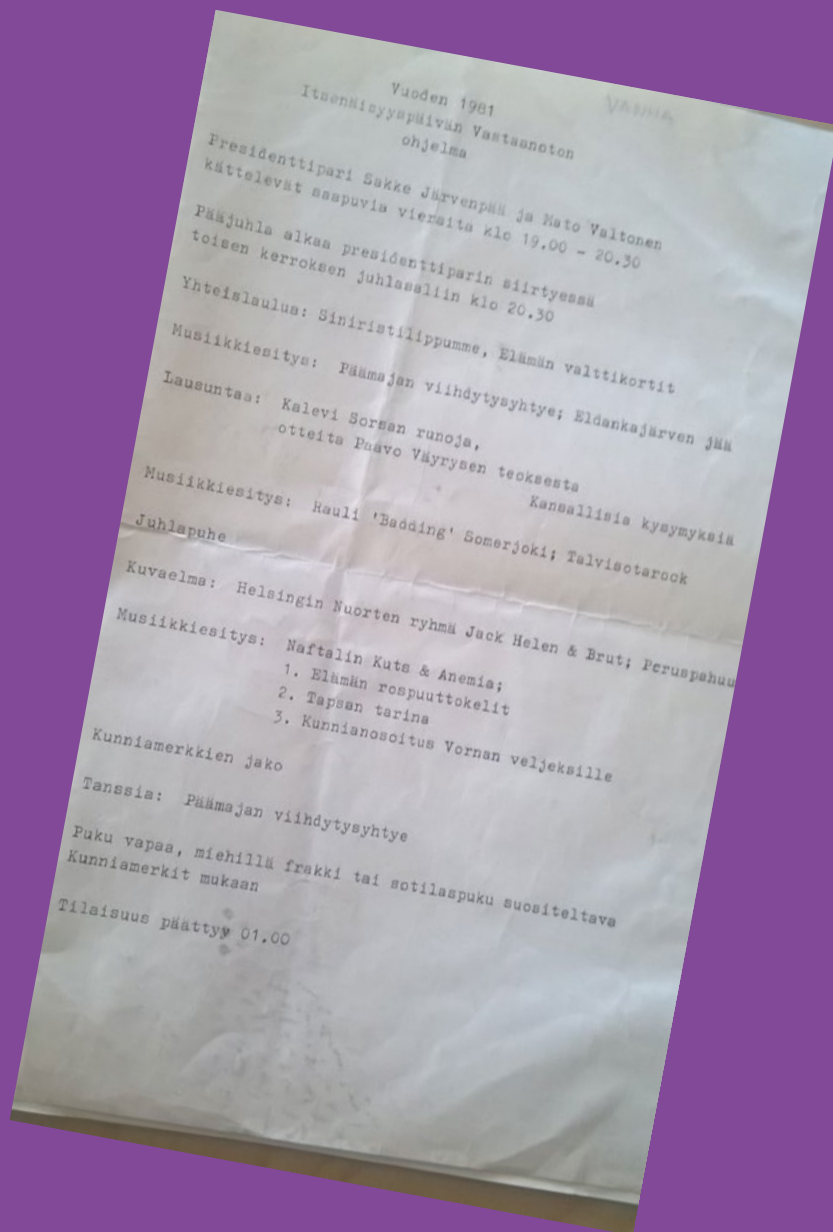 VANHA
Vuoden 1981
Itsenäisyyspäivän Vastaanoton
ohjelma
Presidenttipari Sakke Järvenpää ja Mato Valtonen
kättelevät saapuvia vieraita klo 19.00 - 20.30
Pääjuhla alkaa presidenttiparin siirtyessä
toisen kerroksen juhlasaliin klo 20.30
Yhteislaulua: Siniristilippumme, Elämän valttikortit
Musiikkiesitys: Päämajan viihdytysyhtye; Eldankajärven jää
Lausuntaa: Kalevi Sorsan runoja,
otteita Paavo Väyrysen teoksesta
Kansallisia kysymyksiä
Musiikkiesitys: Rauli 'Badding' Somerjoki; Talvisotarock
Juhlapuhe
Kuvaelma: Helsingin Nuorten ryhmä Jack Helen & Brut; Peruspahuu
Musiikkiesitys: Naftalin Kuts & Anemia;
1. Elämän rospuuttokelit
2. Tapsan tarina
3. Kunnianosoitus Vornan veljeksille
Kunniamerkkien jako
Tanssia: Päämajan viihdytysyhtye
Puku vapaa, miehillä frakki tai sotilaspuku suositeltava
Kunniamerkit mukaan
Tilaisuus päättyy 01.00